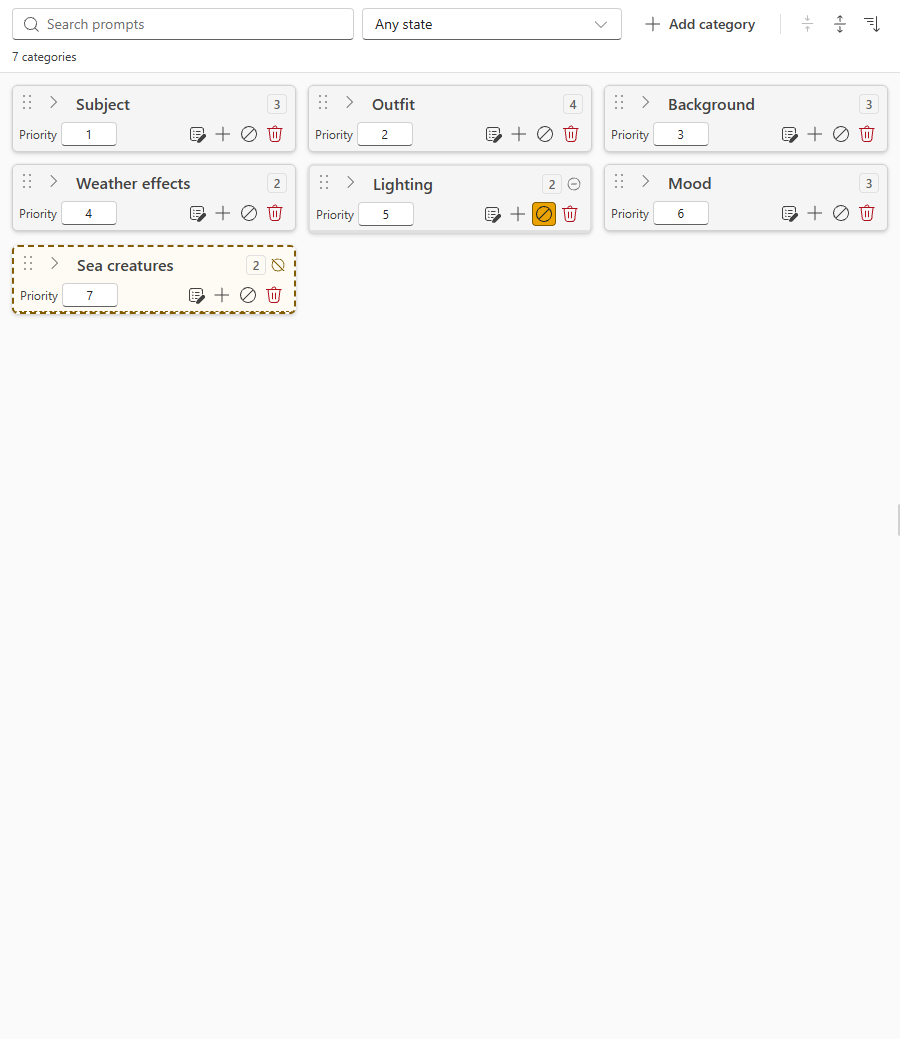 Search prompts
Any state
Add category
7 categories
Subject 3
Priority 1
Outfit 4
Priority 2
Background 3
Priority 3
Weather effects 2
Priority 4
Lighting 2
Priority 5
Mood 3
Priority 6
Sea creatures 2
Priority 7